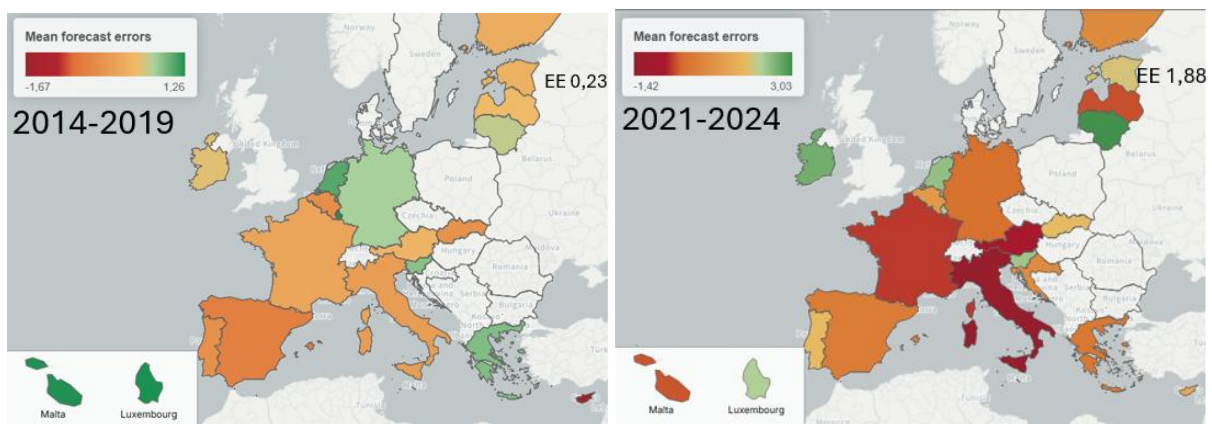 Mean forecast errors
-1,67 1,26
2014-2019
EE 0,23
Norway
Sweden
United Kingdom
Belarus
Poland
Czechia
Ukraine
Hungary
Moldova
Romania
Serbia
Bulgaria
Malta
Luxembourg
Mean forecast errors
-1,42 3,03
2021-2024
EE 1,88
Norway
Sweden
United Kingdom
Belarus
Poland
Czechia
Ukraine
Hungary
Moldova
Romania
Serbia
Bulgaria
Malta
Luxembourg